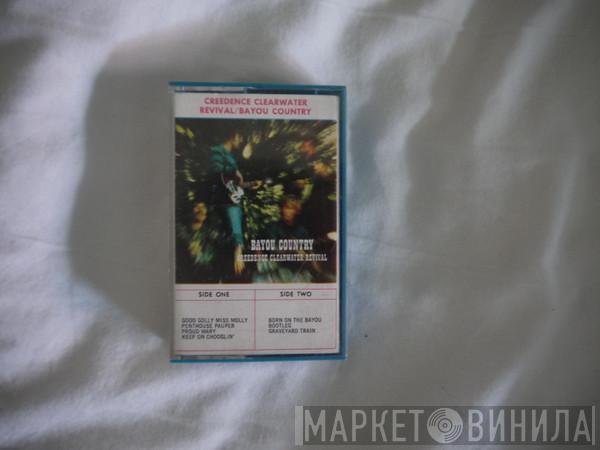 CREEDENCE CLEARWATER
REVIVAL/BAYOU COUNTRY
BAYOU COUNTRY
CREEDENCE CLEARWATER REVIVAL
SIDE ONE
GOOD GOLLY MISS MOLLY
PENTHOUSE PAUPER
PROUD MARY
KEEP ON CHOOGLIN'
SIDE TWO
BORN ON THE BAYOU
BOOTLEG
GRAVEYARD TRAIN
МАРКЕТ ВИНИЛА